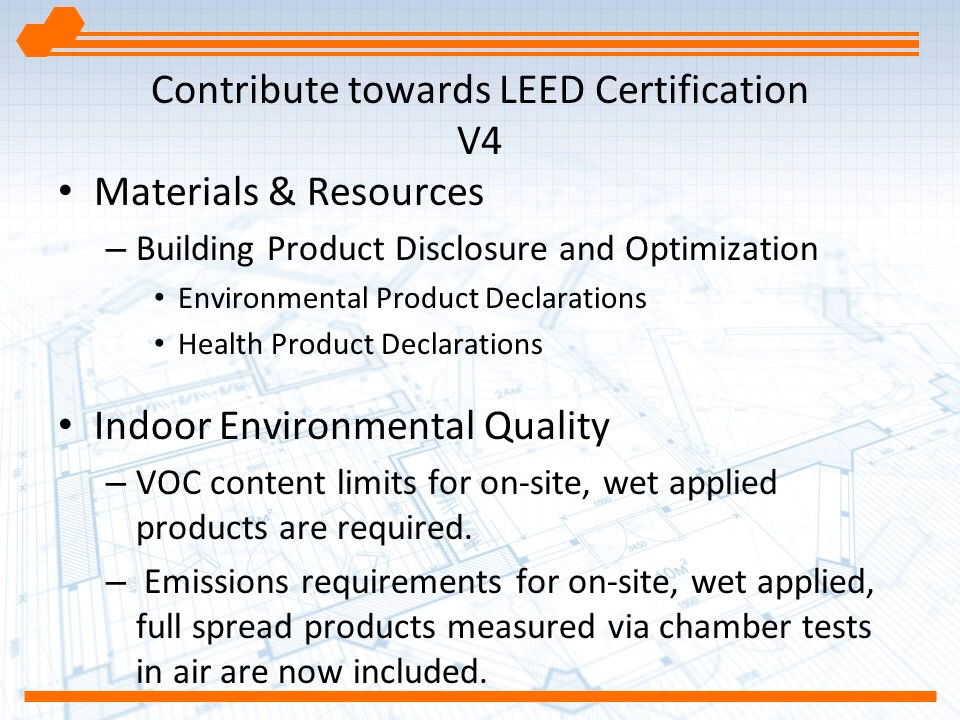 Contribute towards LEED Certification
V4
• Materials & Resources
– Building Product Disclosure and Optimization
• Environmental Product Declarations
• Health Product Declarations
• Indoor Environmental Quality
– VOC content limits for on-site, wet applied
products are required.
– Emissions requirements for on-site, wet applied,
full spread products measured via chamber tests
in air are now included.